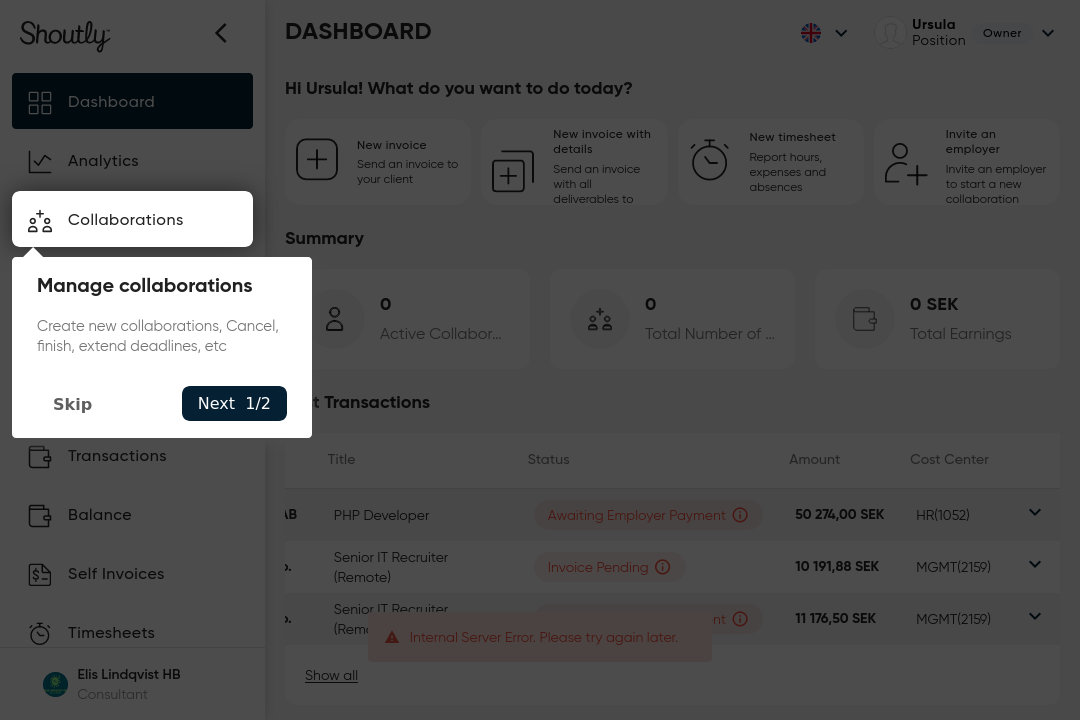 Shoutly
Dashboard
Analytics
Collaborations
Manage collaborations
Create new collaborations, Cancel,
finish, extend deadlines, etc
Skip
Next 1/2
Transactions
Balance
Self Invoices
Timesheets
Elis Lindqvist HB
Consultant
DASHBOARD
Ursula
Position
Owner
Hi Ursula! What do you want to do today?
New invoice
Send an invoice to
your client
New invoice with
details
Send an invoice
with all
deliverables to
New timesheet
Report hours,
expenses and
absences
Invite an
employer
Invite an employer
to start a new
collaboration
Summary
0
Active Collabor...
0
Total Number of ...
0 SEK
Total Earnings
Transactions
Title Status Amount Cost Center
AB PHP Developer Awaiting Employer Payment 50 274,00 SEK HR(1052)
Senior IT Recruiter
(Remote) Invoice Pending 10 191,88 SEK MGMT(2159)
Senior IT Recruiter
11 176,50 SEK MGMT(2159)
Internal Server Error. Please try again later.
Show all